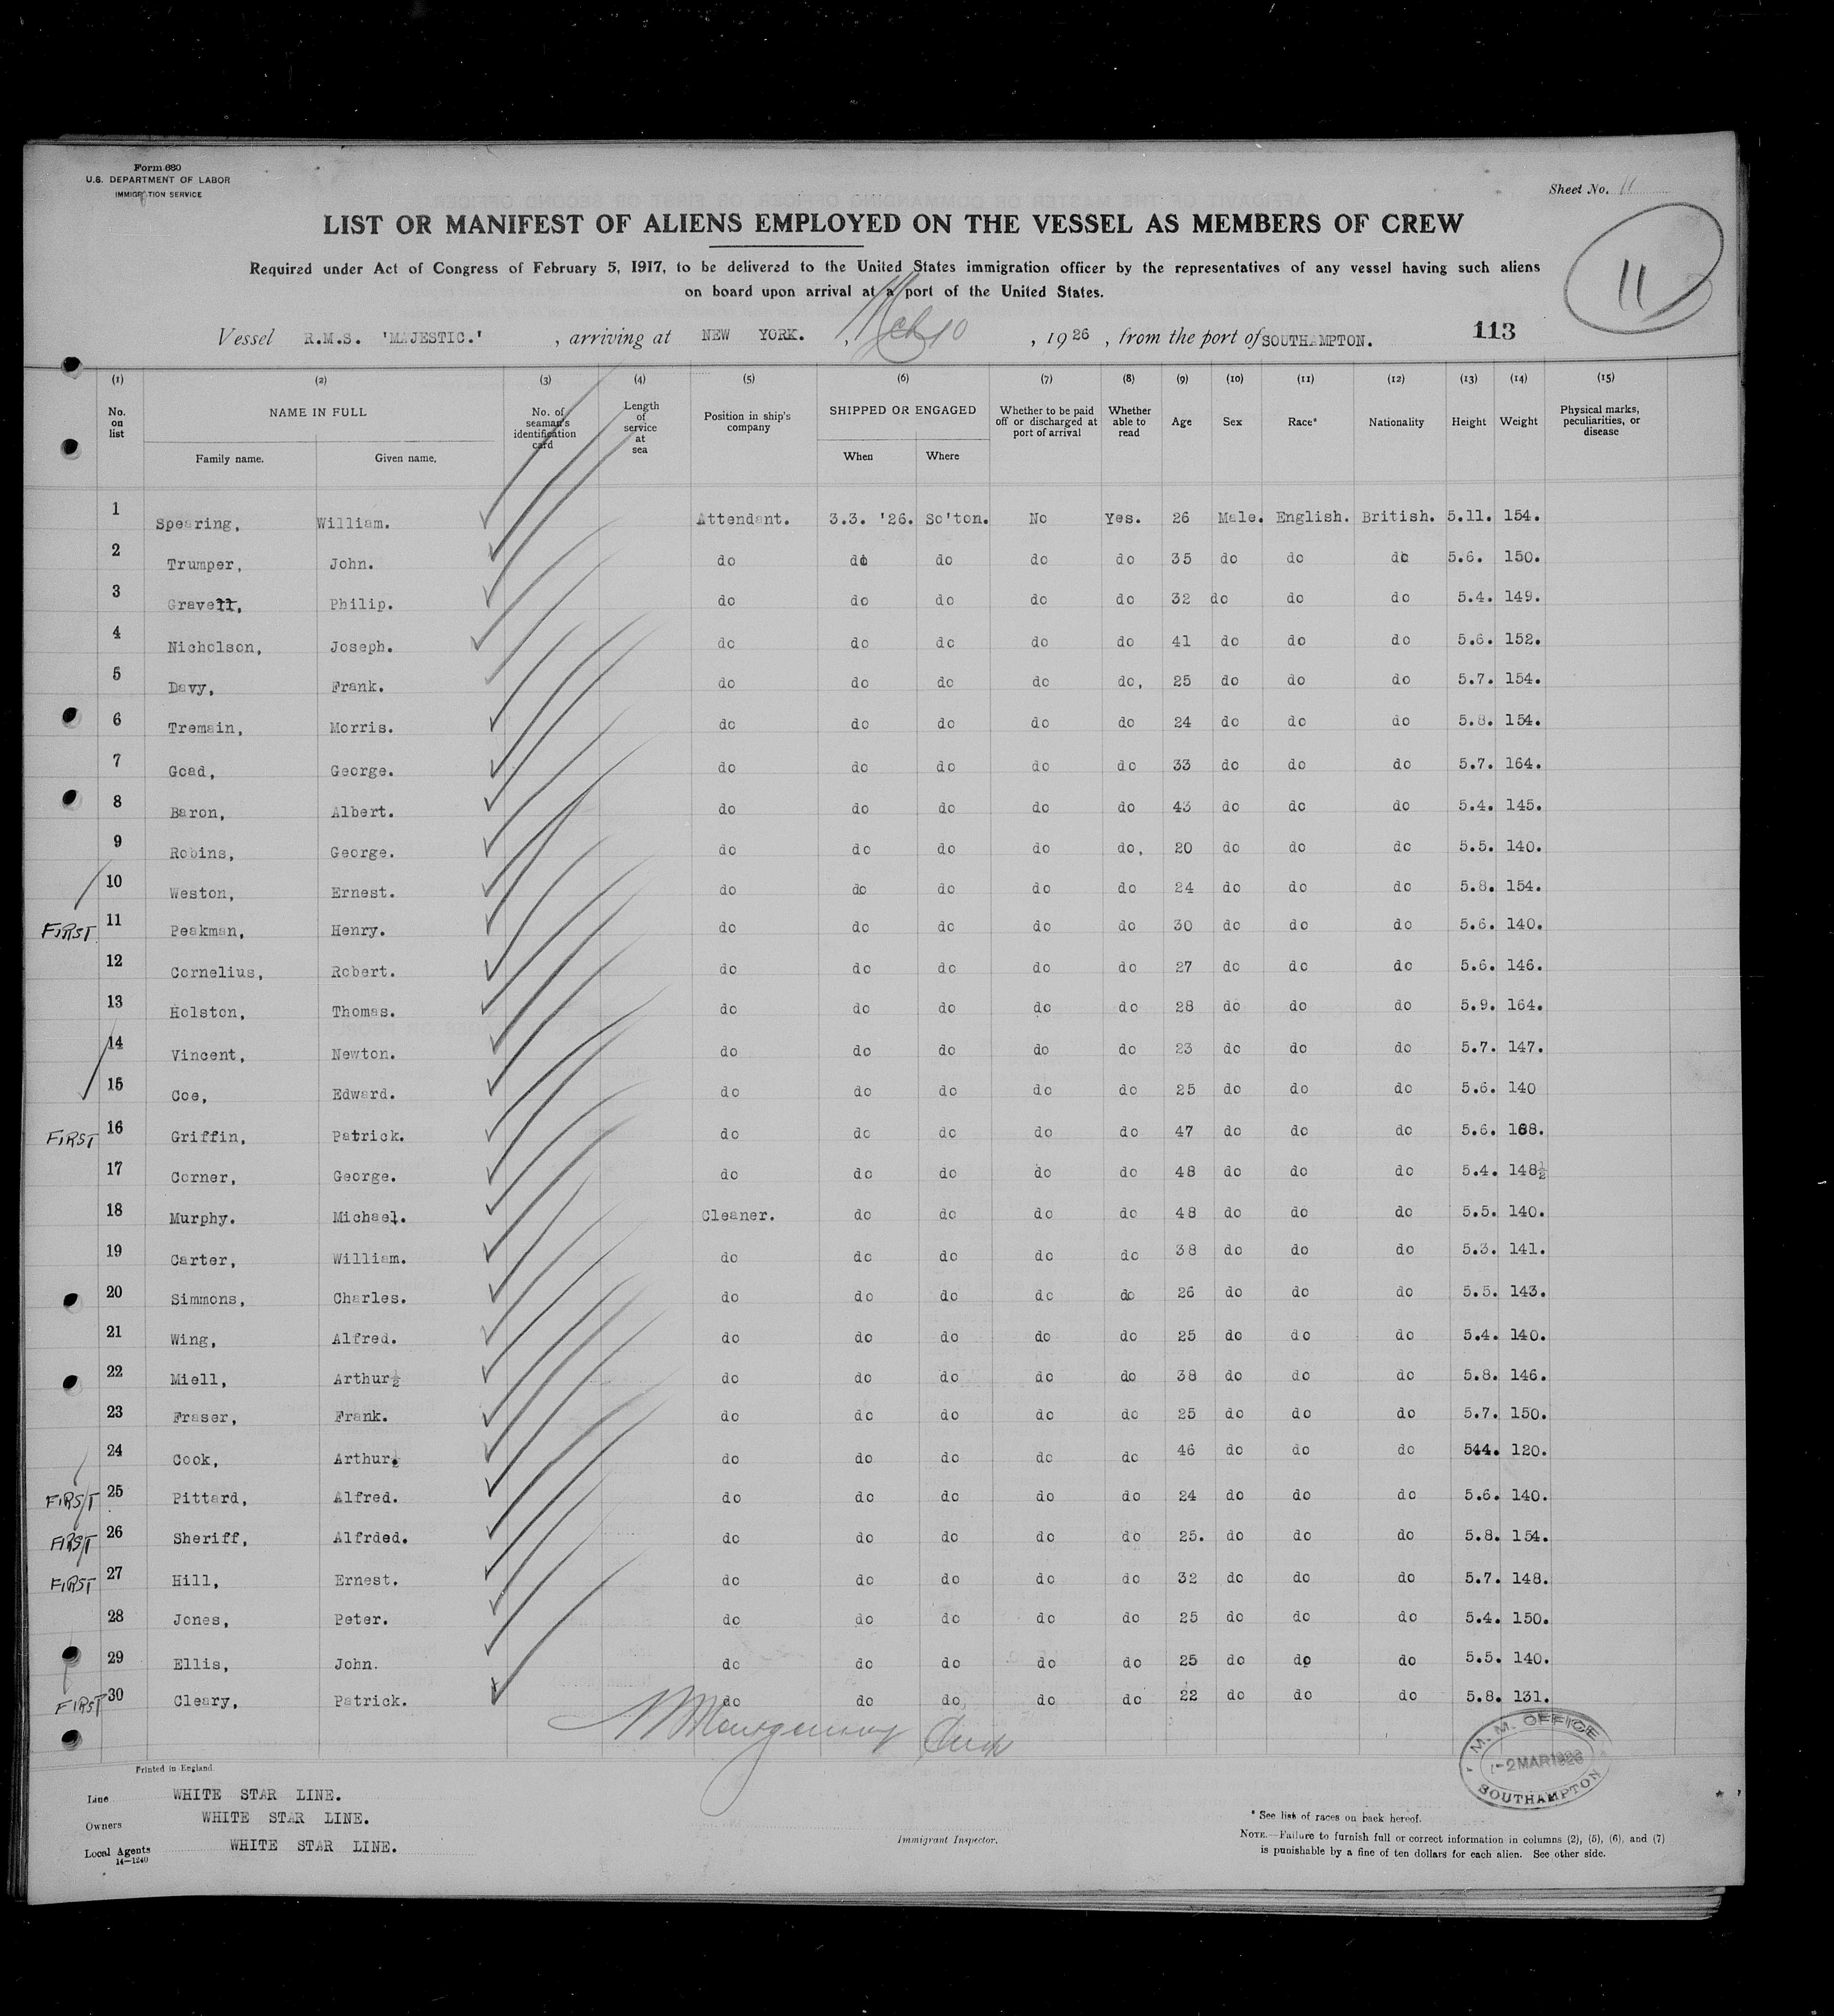 Form 680
U.S. DEPARTMENT OF LABOR
IMMIGRATION SERVICE
Sheet No. 11
LIST OR MANIFEST OF ALIENS EMPLOYED ON THE VESSEL AS MEMBERS OF CREW
11
Required under Act of Congress of February 5, 1917, to be delivered to the United States immigration officer by the representatives of any vessel having such aliens
on board upon arrival at a port of the United States.
Vessel R.M.S. 'MAJESTIC.' , arriving at NEW YORK. , Mch 10 , 1926 , from the port of SOUTHAMPTON. 113
(1) (2) (3) (4) (5) (6) (7) (8) (9) (10) (11) (12) (13) (14) (15)
No. on list NAME IN FULL No. of seaman's identification card Length of service at sea Position in ship's company SHIPPED OR ENGAGED Whether to be paid off or discharged at port of arrival Whether able to read Age Sex Race* Nationality Height Weight Physical marks, peculiarities, or disease
Family name. Given name. When Where
1 Spearing, William. Attendant. 3.3. '26. So'ton. No Yes. 26 Male. English. British. 5.11. 154.
2 Trumper, John. do do do do do 35 do do do 5.6. 150.
3 Gravett, Philip. do do do do do 32 do do do 5.4. 149.
4 Nicholson, Joseph. do do do do do 41 do do do 5.6. 152.
5 Davy, Frank. do do do do do, 25 do do do 5.7. 154.
6 Tremain, Morris. do do do do do 24 do do do 5.8. 154.
7 Goad, George. do do do do do 33 do do do 5.7. 164.
8 Baron, Albert. do do do do do 43 do do do 5.4. 145.
9 Robins, George. do do do do do, 20 do do do 5.5. 140.
10 Weston, Ernest. do do do do do 24 do do do 5.8. 154.
FIRST 11 Peakman, Henry. do do do do do 30 do do do 5.6. 140.
12 Cornelius, Robert. do do do do do 27 do do do 5.6. 146.
13 Holston, Thomas. do do do do do 28 do do do 5.9. 164.
14 Vincent, Newton. do do do do do 23 do do do 5.7. 147.
15 Coe, Edward. do do do do do 25 do do do 5.6. 140
FIRST 16 Griffin, Patrick. do do do do do 47 do do do 5.6. 168.
17 Corner, George. do do do do do 48 do do do 5.4. 148½
18 Murphy. Michael. Cleaner. do do do do 48 do do do 5.5. 140.
19 Carter, William. do do do do do 38 do do do 5.3. 141.
20 Simmons, Charles. do do do do do 26 do do do 5.5. 143.
21 Wing, Alfred. do do do do do 25 do do do 5.4. 140.
22 Miell, Arthur½ do do do do do 38 do do do 5.8. 146.
23 Fraser, Frank. do do do do do 25 do do do 5.7. 150.
24 Cook, Arthur. do do do do do 46 do do do 544. 120.
FIRST 25 Pittard, Alfred. do do do do do 24 do do do 5.6. 140.
FIRST 26 Sheriff, Alfrded. do do do do do 25. do do do 5.8. 154.
FIRST 27 Hill, Ernest. do do do do do 32 do do do 5.7. 148.
28 Jones, Peter. do do do do do 25 do do do 5.4. 150.
29 Ellis, John. do do do do do 25 do do do 5.5. 140.
FIRST 30 Cleary, Patrick. do do do do do 22 do do do 5.8. 131.
Montgomery
M. M. OFFICE
-2 MAR 1926
SOUTHAMPTON
Printed in England
Line WHITE STAR LINE.
Owners WHITE STAR LINE.
Local Agents WHITE STAR LINE.
14—1240
Immigrant Inspector.
* See list of races on back hereof.
NOTE.—Failure to furnish full or correct information in columns (2), (5), (6), and (7)
is punishable by a fine of ten dollars for each alien. See other side.